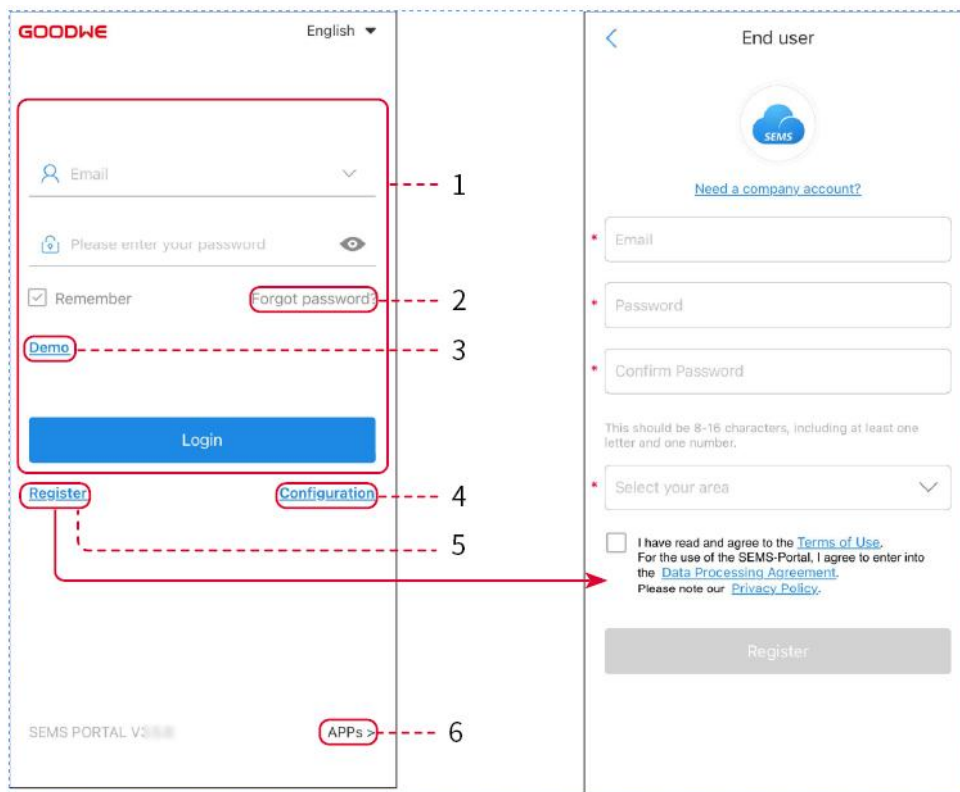 GOODWE
English
Email
1
Please enter your password
Remember
Forgot password?
2
Demo
3
Login
Register
Configuration
4
5
SEMS PORTAL
APPs >
6
End user
SEMS
Need a company account?
* Email
* Password
* Confirm Password
This should be 8-16 characters, including at least one
letter and one number.
* Select your area
I have read and agree to the Terms of Use.
For the use of the SEMS-Portal, I agree to enter into
the Data Processing Agreement.
Please note our Privacy Policy.
Register